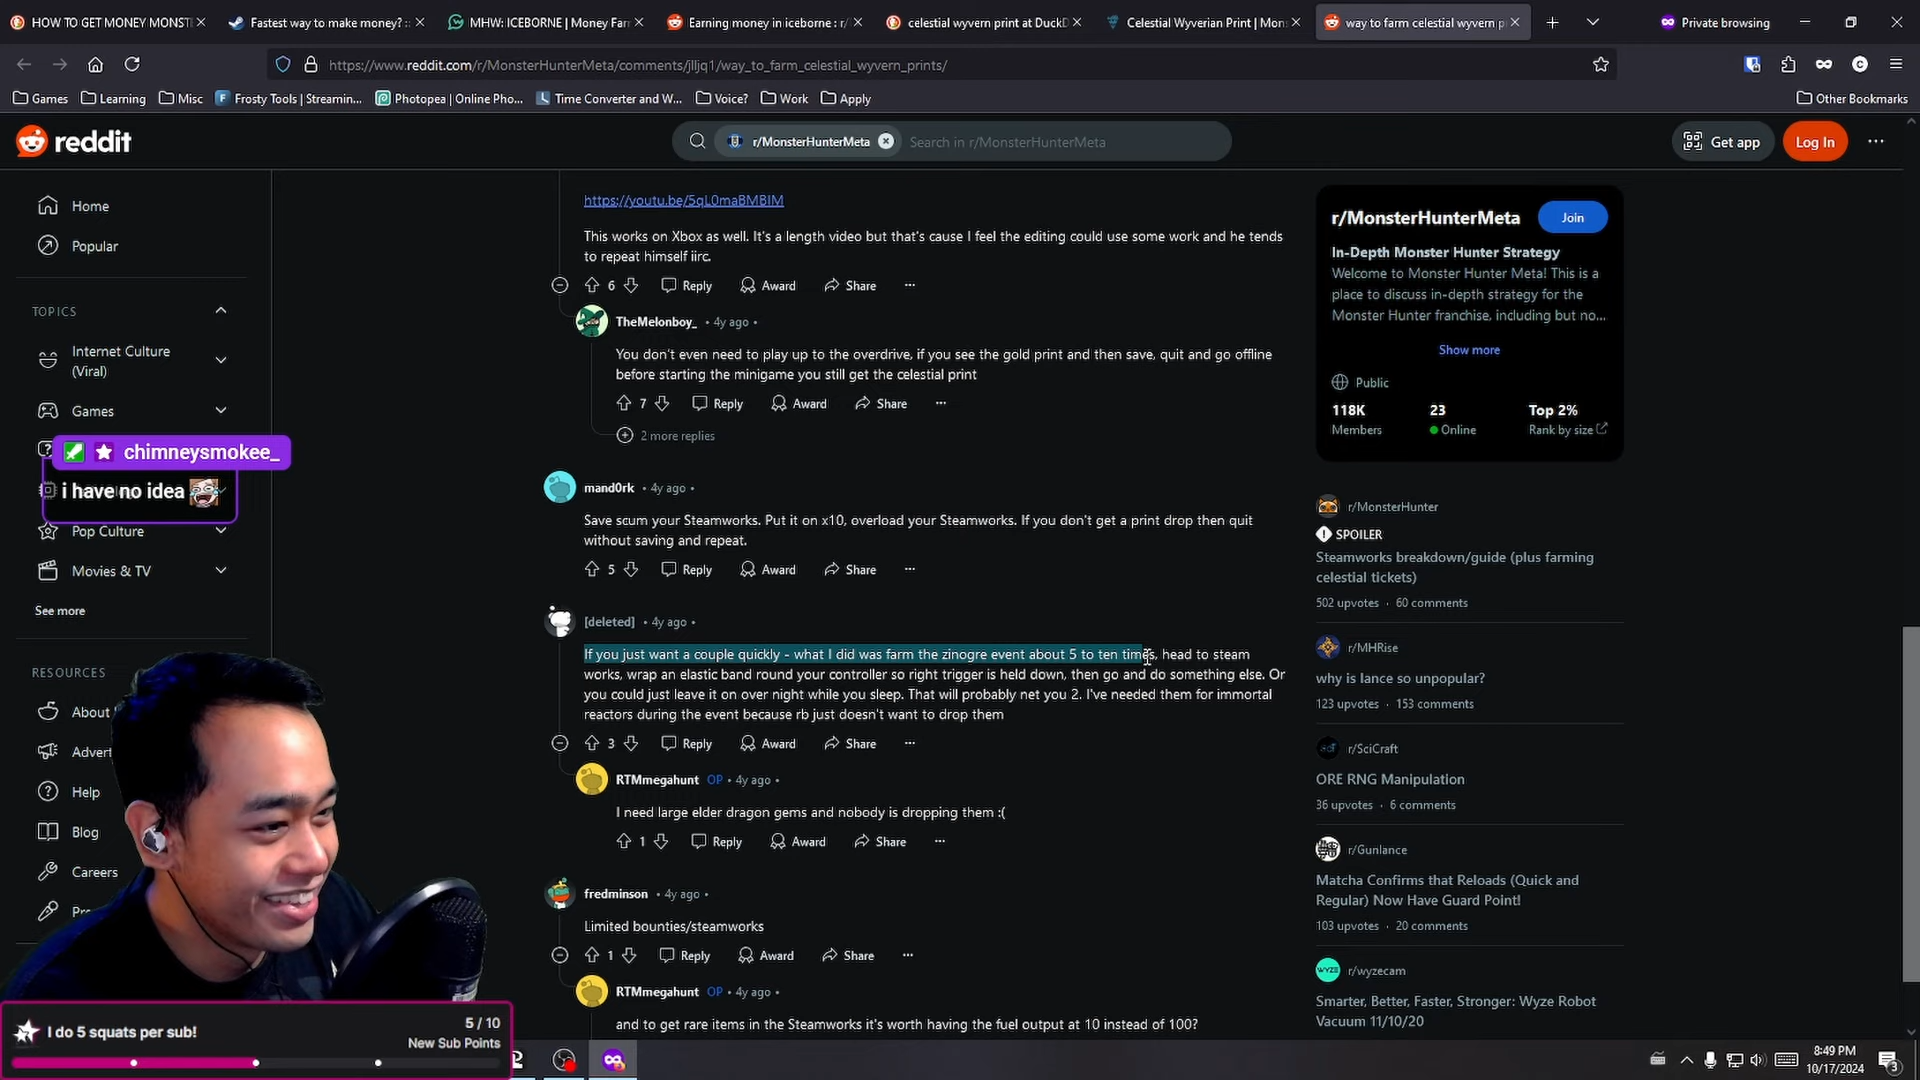 HOW TO GET MONEY MONST
Fastest way to make money? ::
MHW: ICEBORNE | Money Far
Earning money in iceborne : r/
celestial wyvern print at DuckD
Celestial Wyverian Print | Mon
way to farm celestial wyvern p
Private browsing
https://www.reddit.com/r/MonsterHunterMeta/comments/jlljq1/way_to_farm_celestial_wyvern_prints/
Games
Learning
Misc
Frosty Tools | Streamin...
Photopea | Online Pho...
Time Converter and W...
Voice?
Work
Apply
Other Bookmarks
reddit
r/MonsterHunterMeta
Search in r/MonsterHunterMeta
Get app
Log In
Home
Popular
TOPICS
Internet Culture
(Viral)
Games
chimneysmokee_
i have no idea
Pop Culture
Movies & TV
See more
RESOURCES
About
Advert
Help
Blog
Careers
Pre
https://youtu.be/5qL0maBMBIM
This works on Xbox as well. It's a length video but that's cause I feel the editing could use some work and he tends
to repeat himself iirc.
6 Reply Award Share ...
TheMelonboy_ • 4y ago •
You don't even need to play up to the overdrive, if you see the gold print and then save, quit and go offline
before starting the minigame you still get the celestial print
7 Reply Award Share ...
2 more replies
mand0rk • 4y ago •
Save scum your Steamworks. Put it on x10, overload your Steamworks. If you don't get a print drop then quit
without saving and repeat.
5 Reply Award Share ...
[deleted] • 4y ago •
If you just want a couple quickly - what I did was farm the zinogre event about 5 to ten times, head to steam
works, wrap an elastic band round your controller so right trigger is held down, then go and do something else. Or
you could just leave it on over night while you sleep. That will probably net you 2. I've needed them for immortal
reactors during the event because rb just doesn't want to drop them
3 Reply Award Share ...
RTMmegahunt OP • 4y ago •
I need large elder dragon gems and nobody is dropping them :(
1 Reply Award Share ...
fredminson • 4y ago •
Limited bounties/steamworks
1 Reply Award Share ...
RTMmegahunt OP • 4y ago •
and to get rare items in the Steamworks it's worth having the fuel output at 10 instead of 100?
r/MonsterHunterMeta
Join
In-Depth Monster Hunter Strategy
Welcome to Monster Hunter Meta! This is a
place to discuss in-depth strategy for the
Monster Hunter franchise, including but no...
Show more
Public
118K 23 Top 2%
Members Online Rank by size
r/MonsterHunter
SPOILER
Steamworks breakdown/guide (plus farming
celestial tickets)
502 upvotes · 60 comments
r/MHRise
why is lance so unpopular?
123 upvotes · 153 comments
r/SciCraft
ORE RNG Manipulation
36 upvotes · 6 comments
r/Gunlance
Matcha Confirms that Reloads (Quick and
Regular) Now Have Guard Point!
103 upvotes · 20 comments
WYZE
r/wyzecam
Smarter, Better, Faster, Stronger: Wyze Robot
Vacuum 11/10/20
I do 5 squats per sub!
5 / 10
New Sub Points
8:49 PM
10/17/2024
3